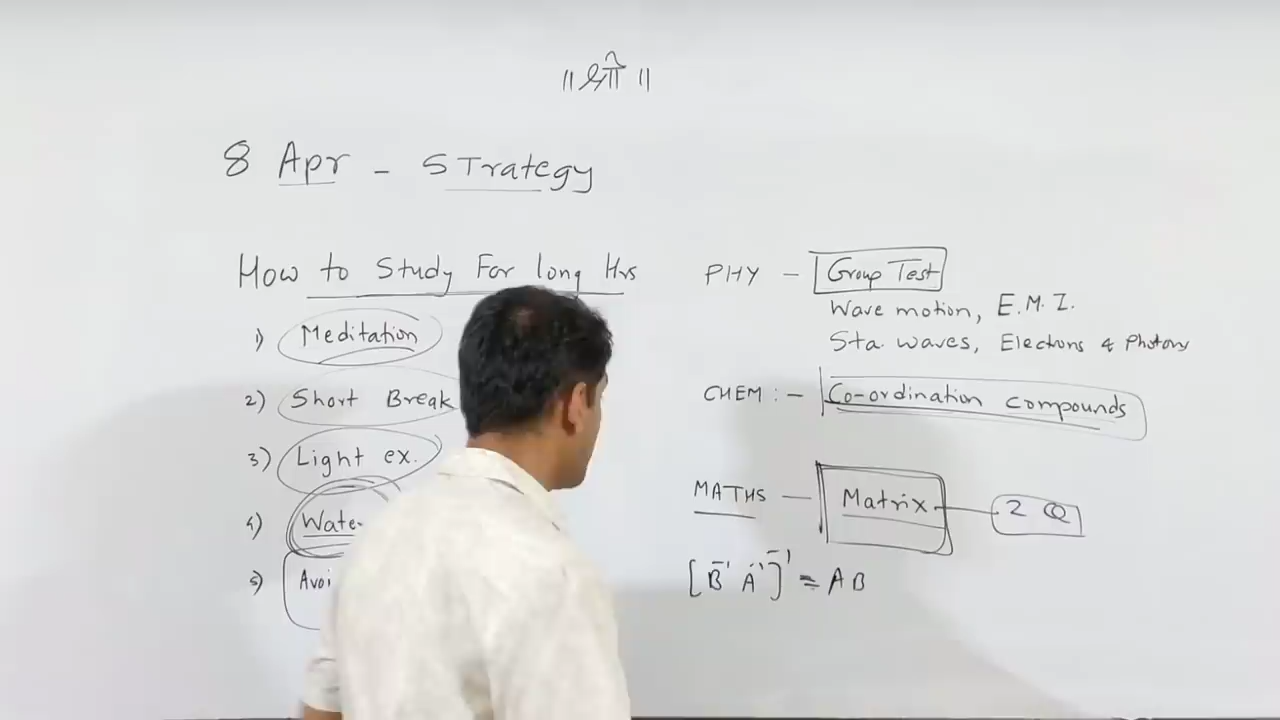 ॥ श्री ॥
8 Apr - STrategy
How to Study For long Hrs
1) Meditation
2) Short Break
3) Light ex.
4)
5)
PHY - Group Test
Wave motion, E.M.I.
Sta. waves, Electrons & Photons
CHEM :- Co-ordination compounds
MATHS - Matrix - 2 Q
[B⁻¹ A⁻¹]⁻¹ = AB